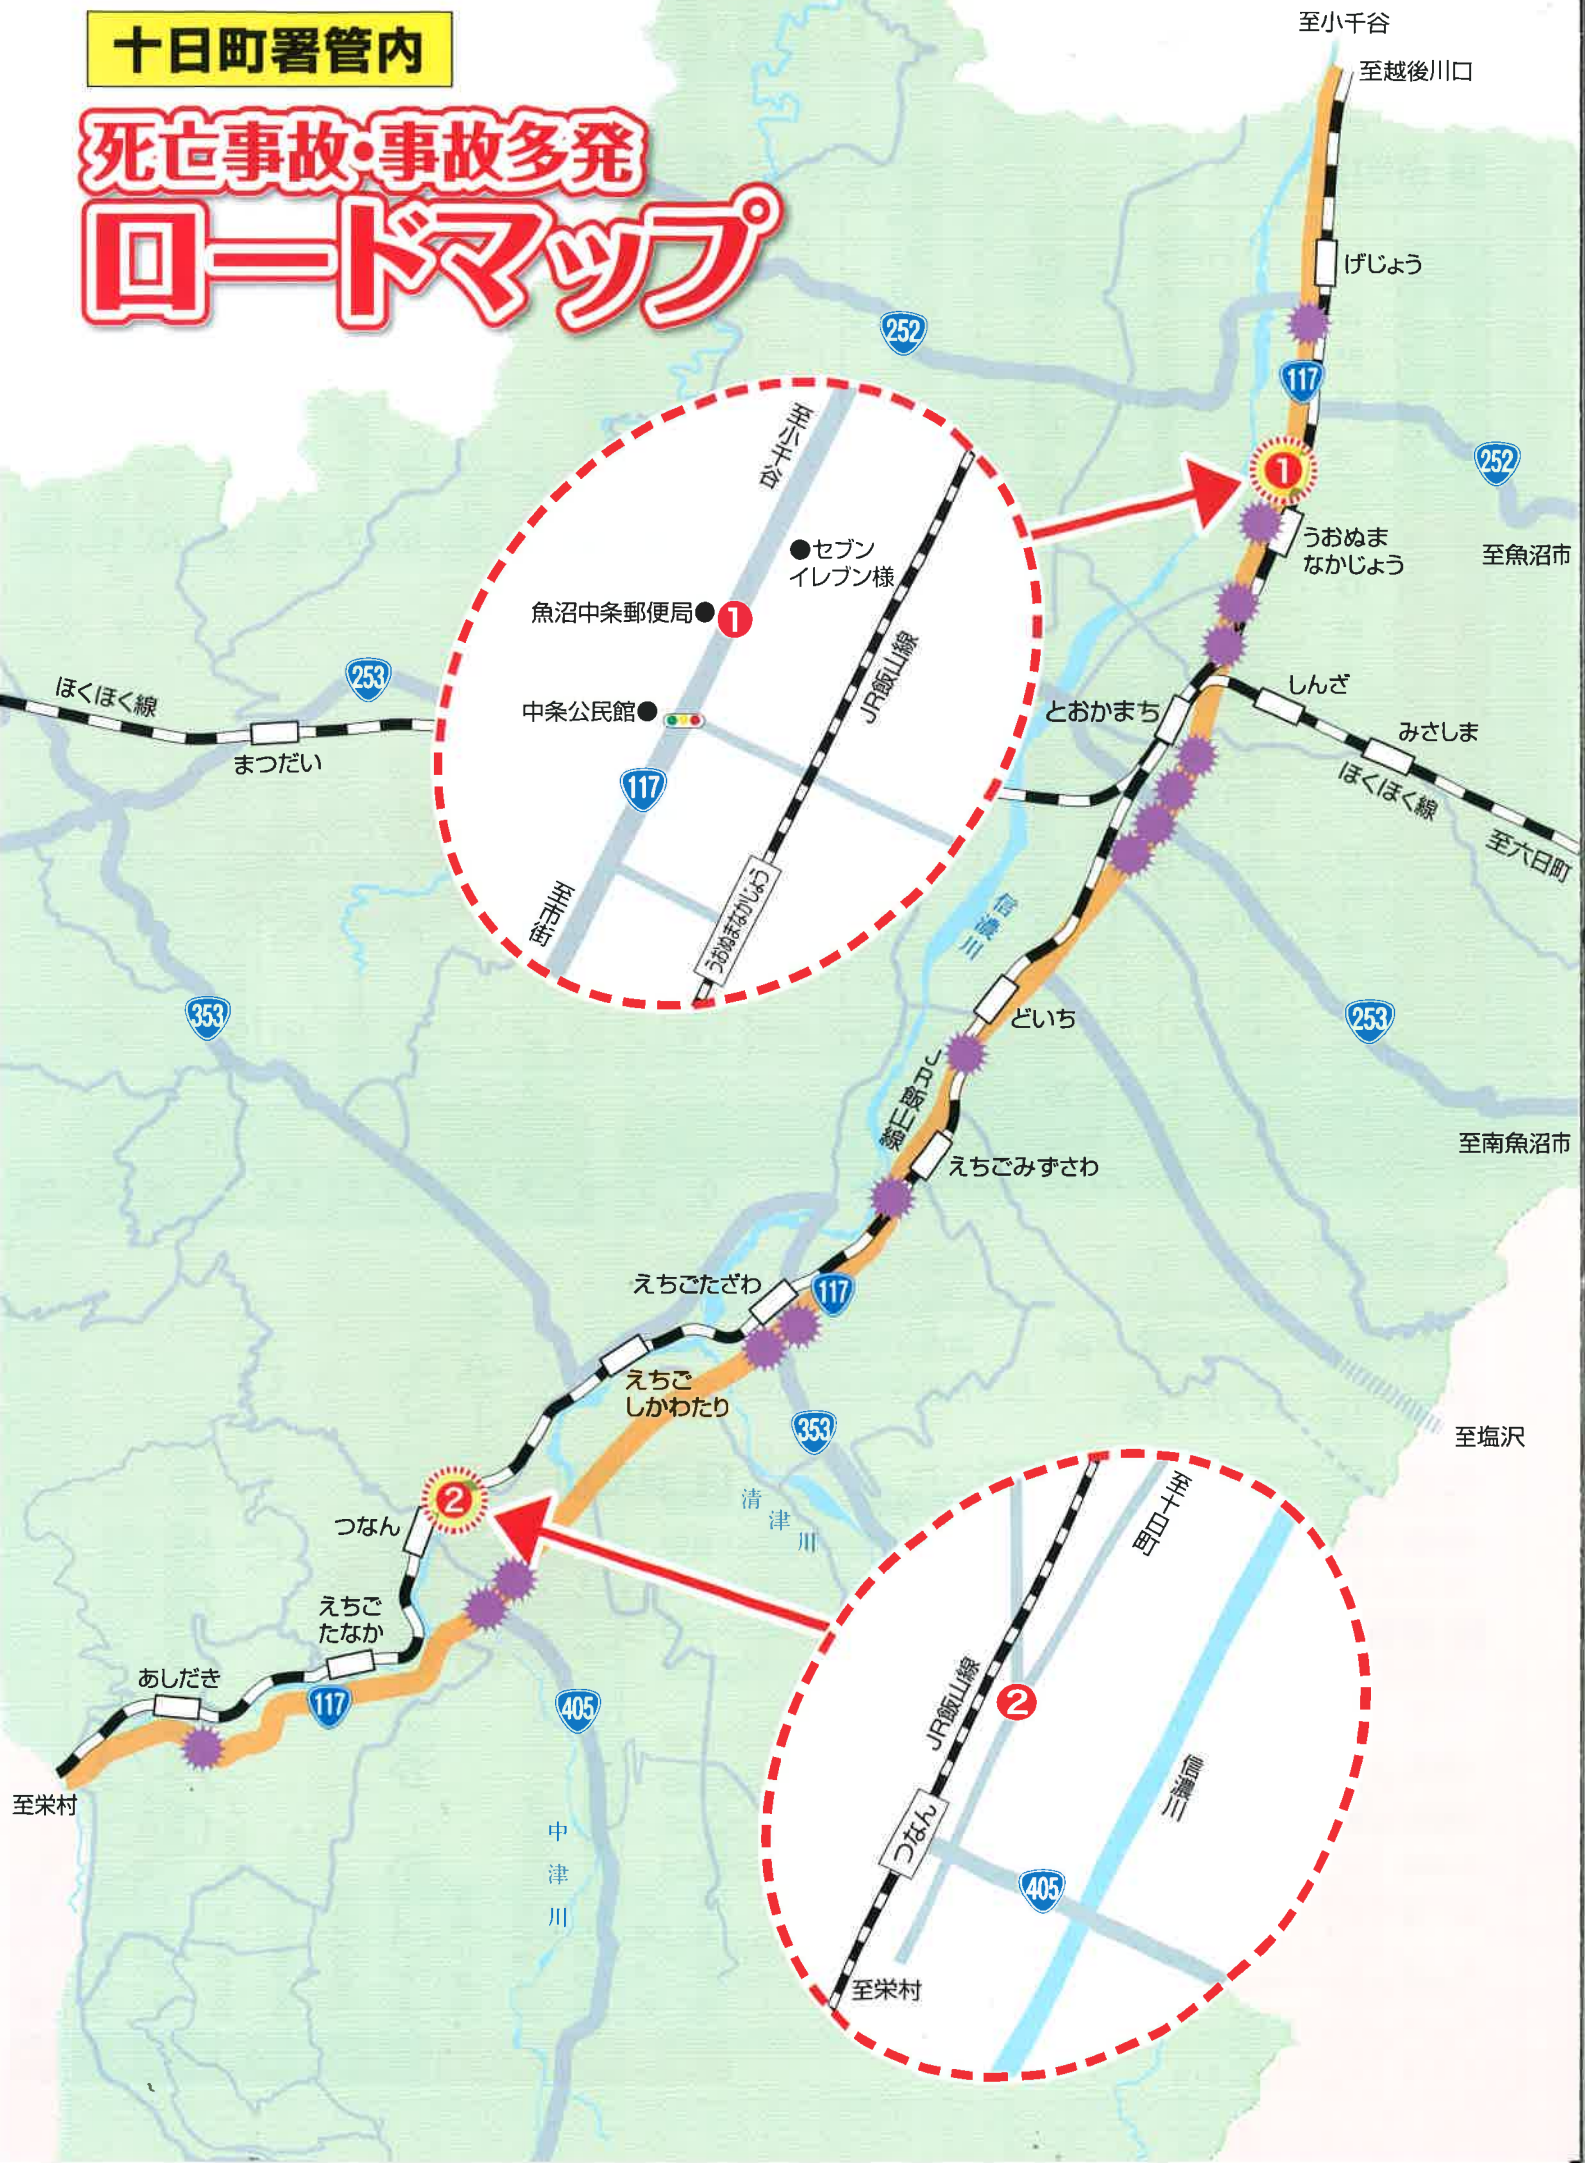 十日町署管内
死亡事故・事故多発
ロードマップ
至小千谷
至越後川口
げじょう
252
117
252
1
うおぬま
なかじょう
至魚沼市
至小千谷
セブン
イレブン様
魚沼中条郵便局
1
JR飯山線
中条公民館
117
至市街
うおぬまなかじょう
253
ほくほく線
まつだい
とおかまち
しんざ
みさしま
ほくほく線
至六日町
信濃川
353
どいち
253
JR飯山線
えちごみずさわ
至南魚沼市
えちごたざわ
117
えちご
しかわたり
353
至塩沢
2
つなん
清津川
えちご
たなか
あしだき
117
405
至栄村
中津川
至十日町
JR飯山線
2
信濃川
つなん
405
至栄村